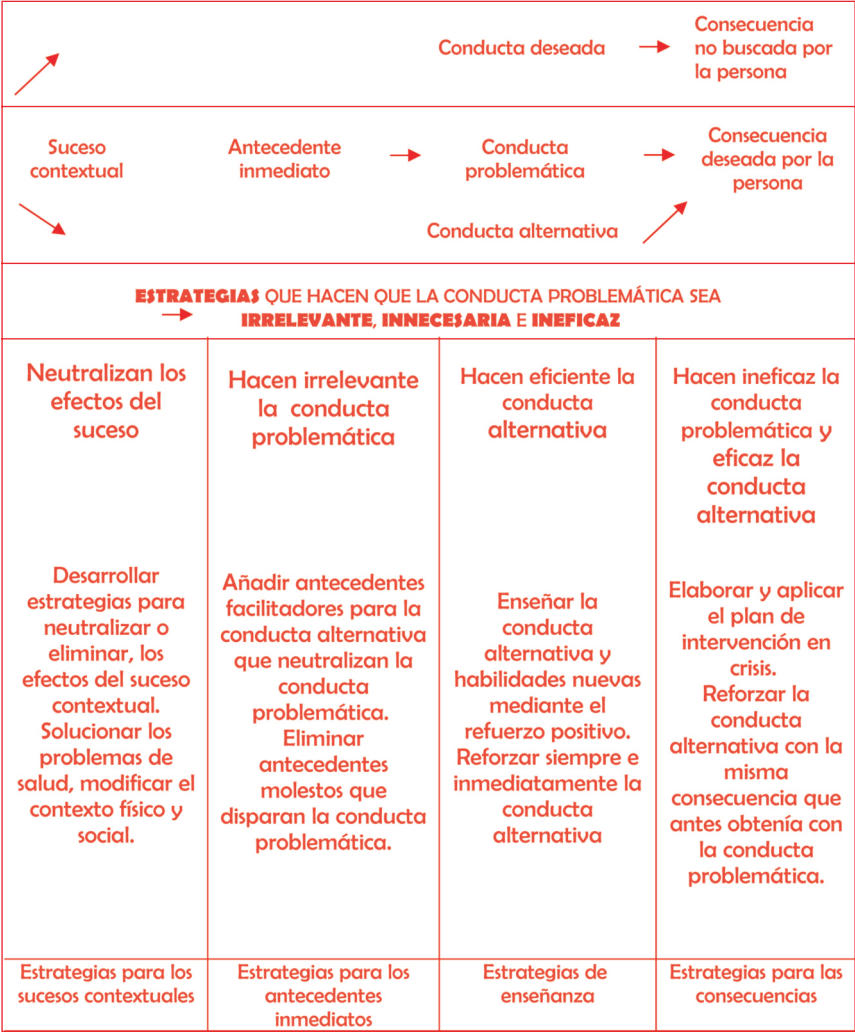 Conducta deseada → Consecuencia
no buscada por
la persona
Suceso
contextual
Antecedente
inmediato
→
Conducta
problemática
→
Consecuencia
deseada por la
persona
Conducta alternativa
ESTRATEGIAS QUE HACEN QUE LA CONDUCTA PROBLEMÁTICA SEA
→ IRRELEVANTE, INNECESARIA E INEFICAZ
Neutralizan los
efectos del
suceso
Desarrollar
estrategias para
neutralizar o
eliminar, los
efectos del suceso
contextual.
Solucionar los
problemas de
salud, modificar el
contexto físico y
social.
Estrategias para los
sucesos contextuales
Hacen irrelevante
la conducta
problemática
Añadir antecedentes
facilitadores para la
conducta alternativa
que neutralizan la
conducta
problemática.
Eliminar
antecedentes
molestos que
disparan la conducta
problemática.
Estrategias para los
antecedentes
inmediatos
Hacen eficiente la
conducta
alternativa
Enseñar la
conducta
alternativa y
habilidades nuevas
mediante el
refuerzo positivo.
Reforzar siempre e
inmediatamente la
conducta
alternativa
Estrategias de
enseñanza
Hacen ineficaz la
conducta
problemática y
eficaz la
conducta
alternativa
Elaborar y aplicar
el plan de
intervención en
crisis.
Reforzar la
conducta
alternativa con la
misma
consecuencia que
antes obtenía con
la conducta
problemática.
Estrategias para las
consecuencias